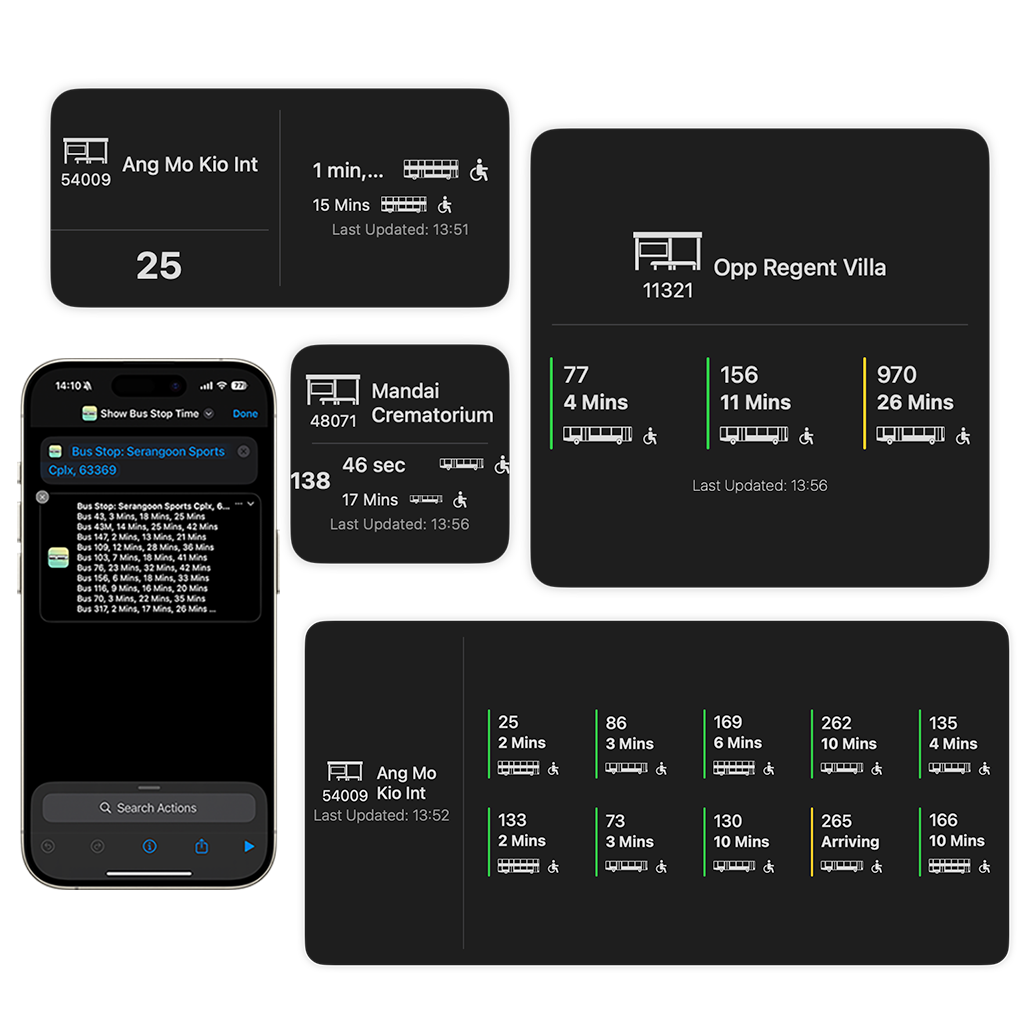 Ang Mo Kio Int
54009
25
1 min,...
15 Mins
Last Updated: 13:51
Opp Regent Villa
11321
77
4 Mins
156
11 Mins
970
26 Mins
Last Updated: 13:56
Mandai
Crematorium
48071
138
46 sec
17 Mins
Last Updated: 13:56
14:10
77
Show Bus Stop Time
Done
Bus Stop: Serangoon Sports
Cplx, 63369
Bus Stop: Serangoon Sports Cplx, 6...
Bus 43, 3 Mins, 18 Mins, 25 Mins
Bus 43M, 14 Mins, 25 Mins, 42 Mins
Bus 147, 2 Mins, 13 Mins, 21 Mins
Bus 109, 12 Mins, 28 Mins, 36 Mins
Bus 103, 7 Mins, 18 Mins, 41 Mins
Bus 76, 23 Mins, 32 Mins, 42 Mins
Bus 156, 6 Mins, 18 Mins, 33 Mins
Bus 116, 9 Mins, 16 Mins, 20 Mins
Bus 70, 3 Mins, 22 Mins, 35 Mins
Bus 317, 2 Mins, 17 Mins, 26 Mins ...
Search Actions
Ang Mo
Kio Int
54009
Last Updated: 13:52
25
2 Mins
86
3 Mins
169
6 Mins
262
10 Mins
135
4 Mins
133
2 Mins
73
3 Mins
130
10 Mins
265
Arriving
166
10 Mins